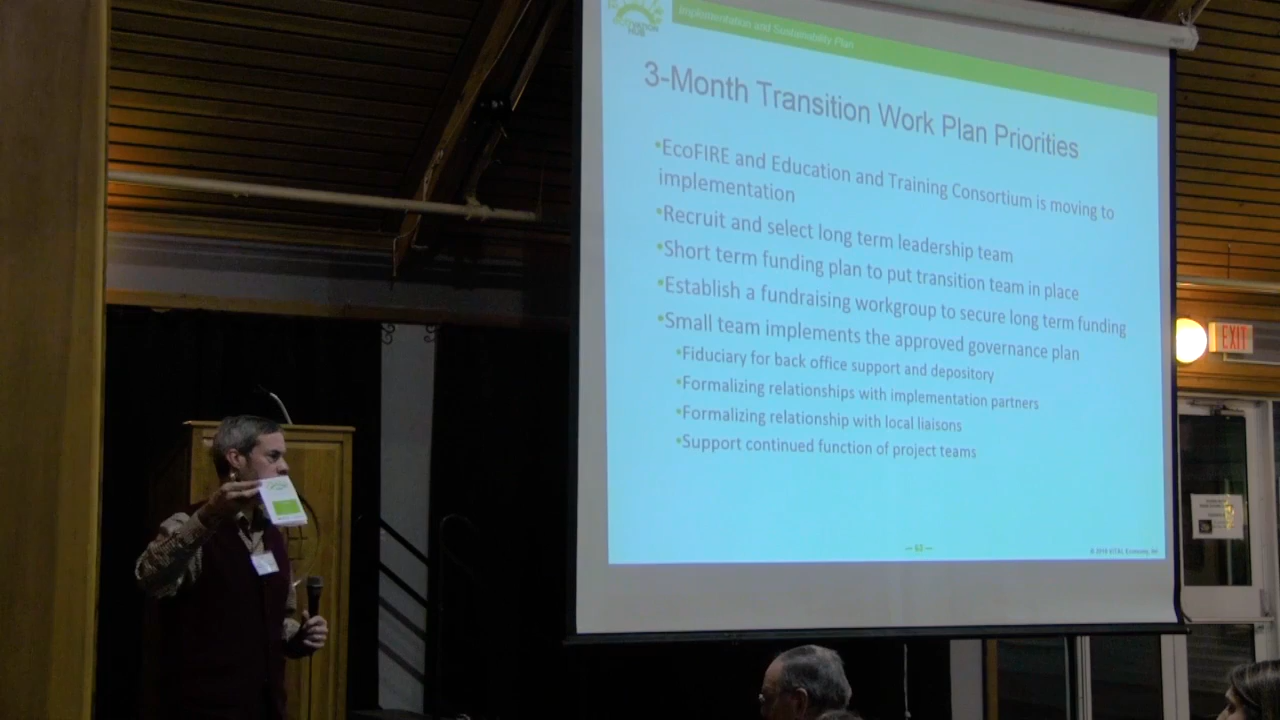 Implementation and Sustainability Plan
3-Month Transition Work Plan Priorities
•EcoFIRE and Education and Training Consortium is moving to
implementation
•Recruit and select long term leadership team
•Short term funding plan to put transition team in place
•Establish a fundraising workgroup to secure long term funding
•Small team implements the approved governance plan
•Fiduciary for back office support and depository
•Formalizing relationships with implementation partners
•Formalizing relationship with local liaisons
•Support continued function of project teams
EXIT
HUB